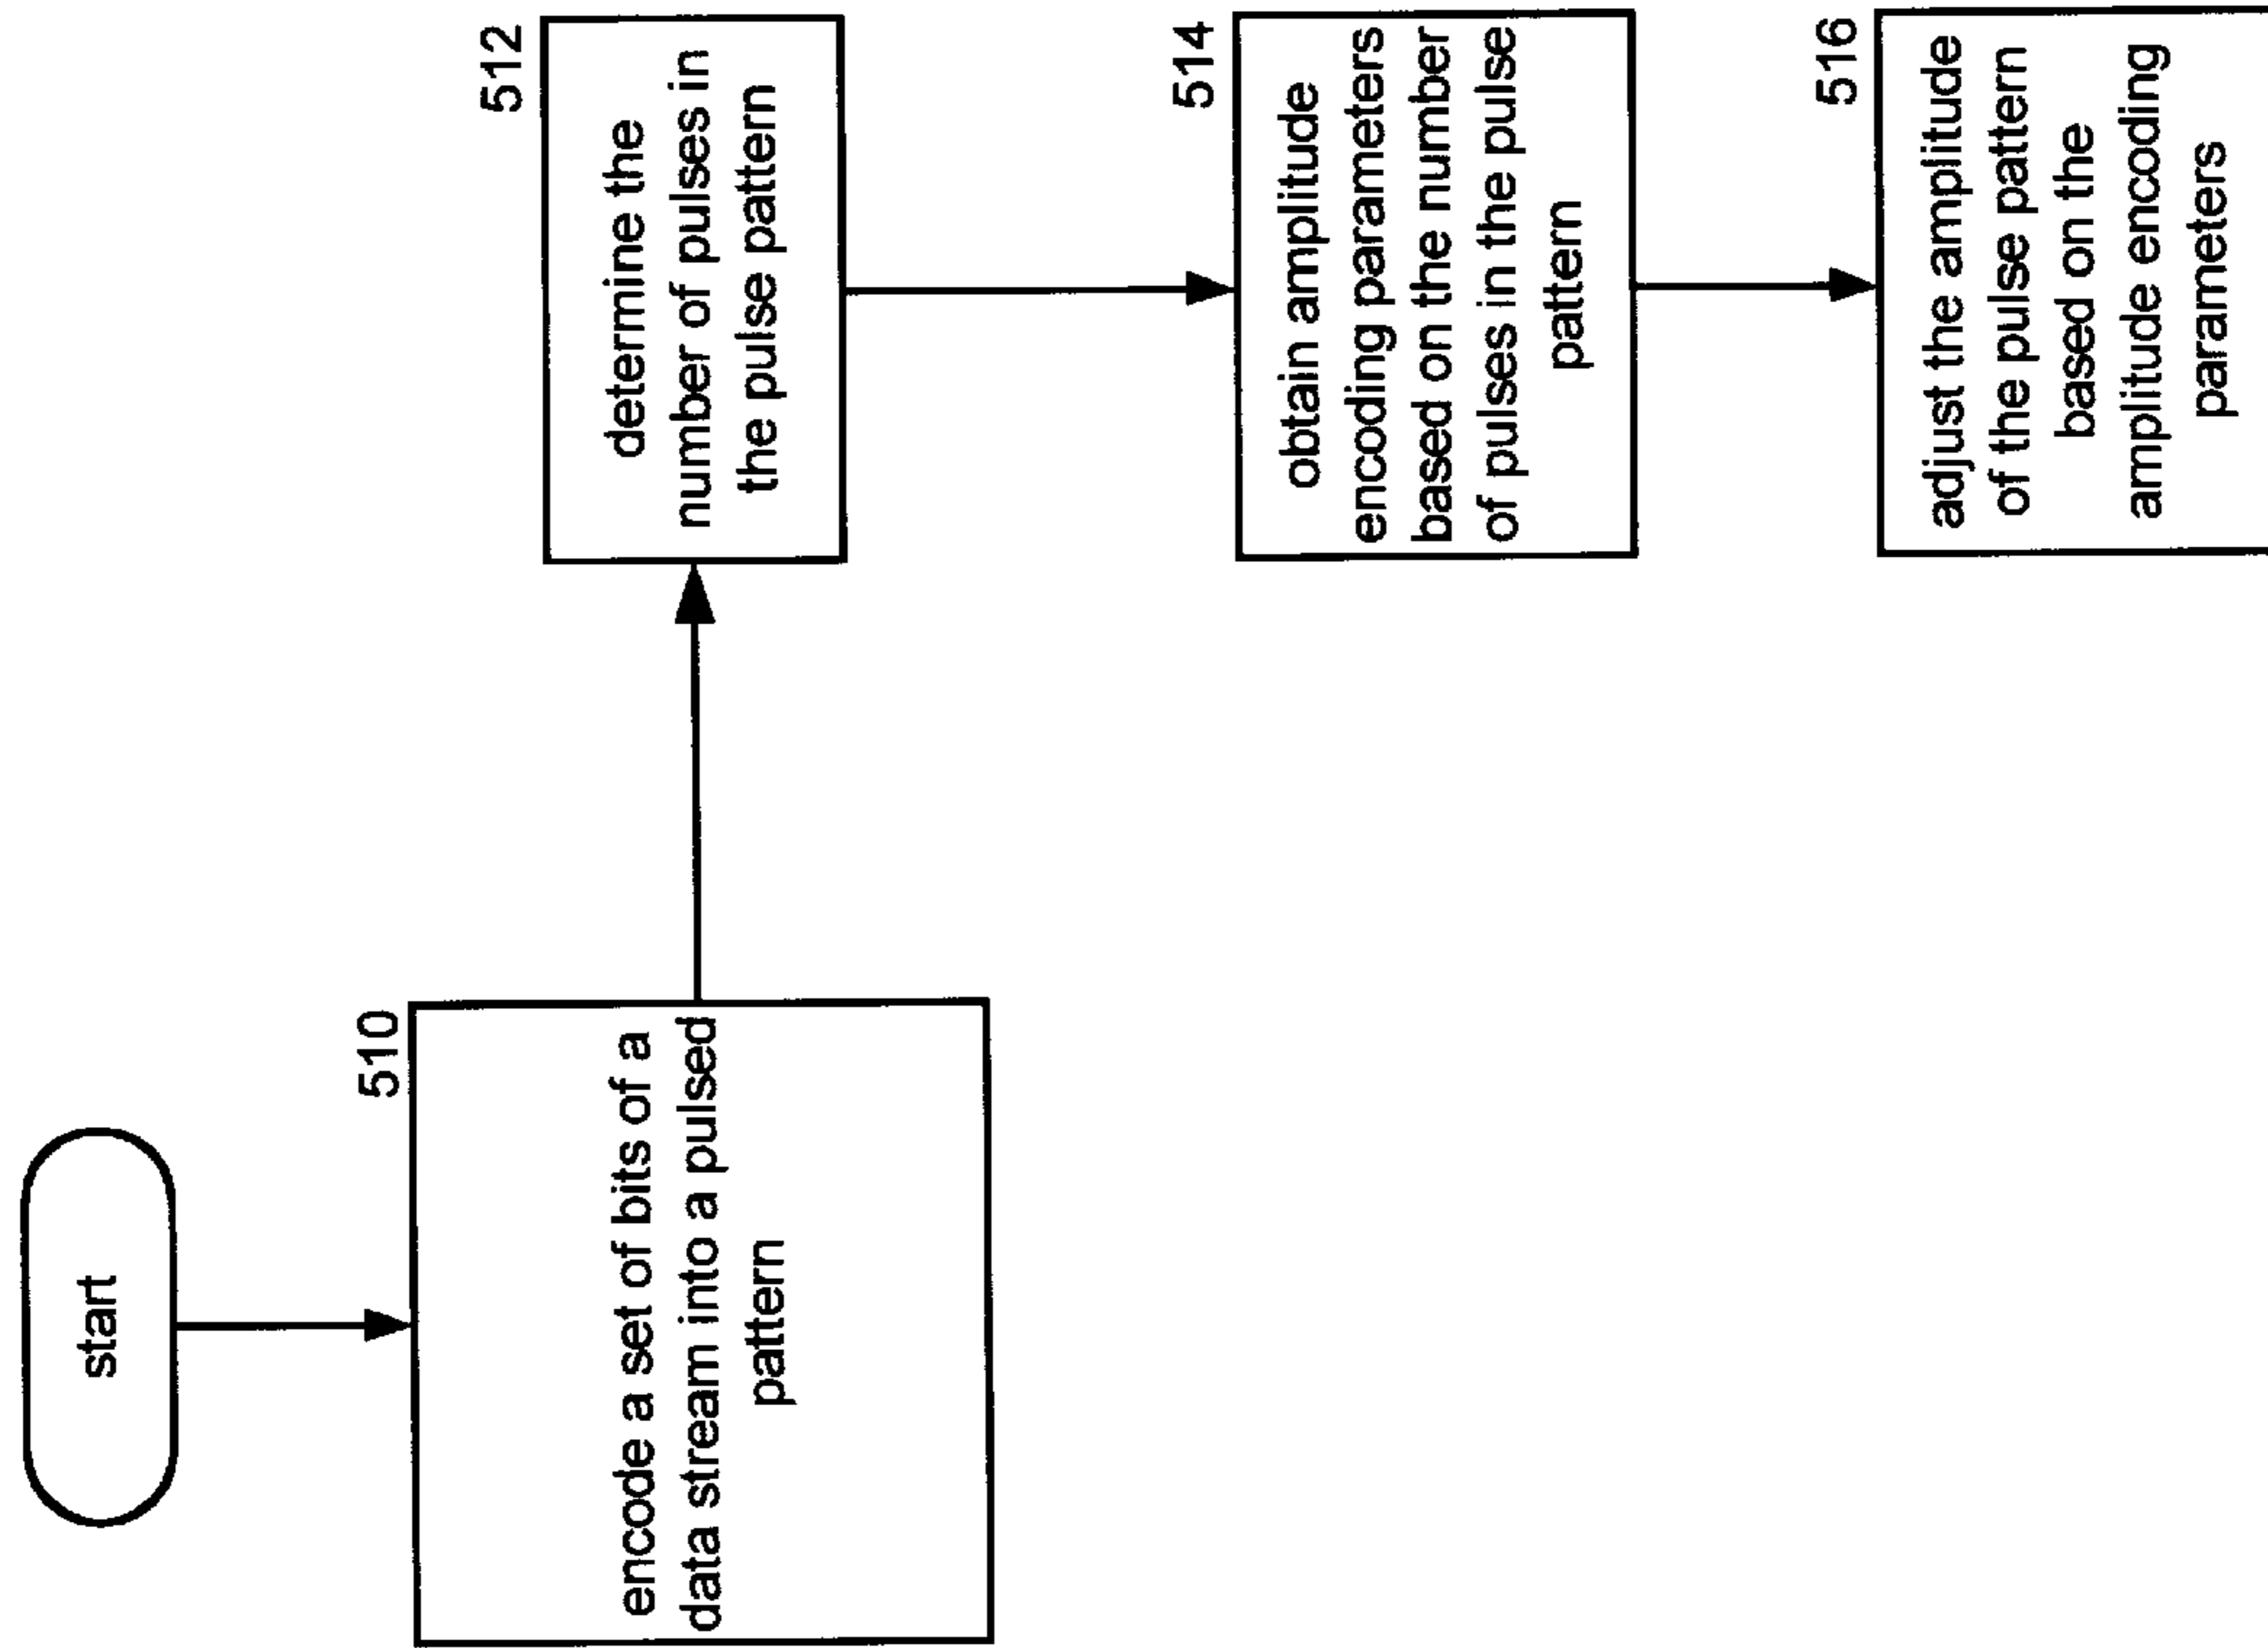 start
510
encode a set of bits of a
data stream into a pulsed
pattern
512
determine the
number of pulses in
the pulse pattern
514
obtain amplitude
encoding parameters
based on the number
of pulses in the pulse
pattern
516
adjust the amplitude
of the pulse pattern
based on the
amplitude encoding
parameters